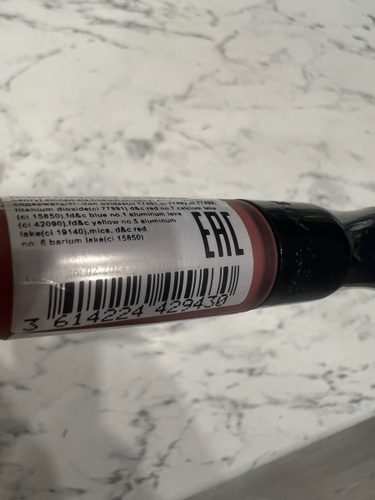 titanium dioxide(ci 77891),d&c red no.7 calcium lake
(ci 15850),fd&c blue no.1 aluminum lake
(ci 42090),fd&c yellow no.5 aluminum
lake(ci 19140),mica, d&c red
no. 6 barium lake(ci 15850)
EAC
3 614224 429430